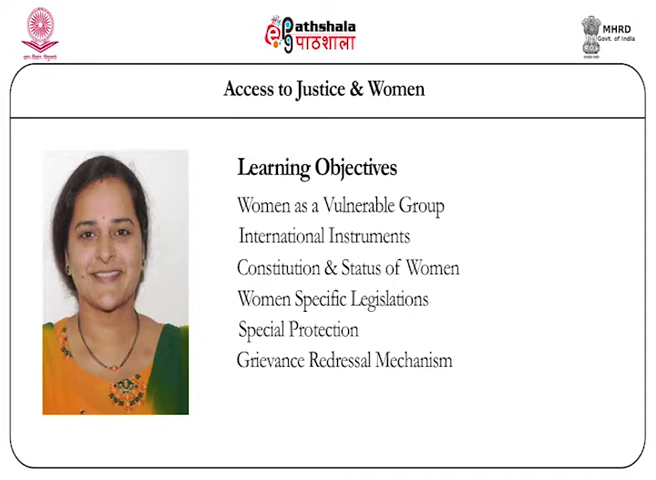 Pathshala
पाठशाला
MHRD
Govt. of India
Access to Justice & Women
Learning Objectives
Women as a Vulnerable Group
International Instruments
Constitution & Status of Women
Women Specific Legislations
Special Protection
Grievance Redressal Mechanism